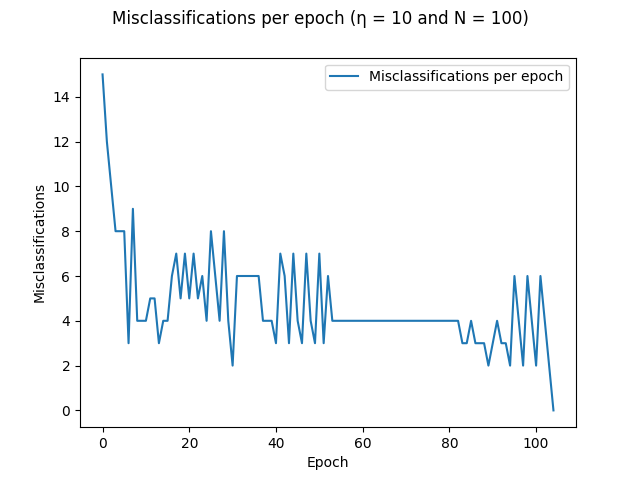 Misclassifications per epoch (η = 10 and N = 100)
Misclassifications per epoch
14
12
10
8
6
4
2
0
Misclassifications
0 20 40 60 80 100
Epoch